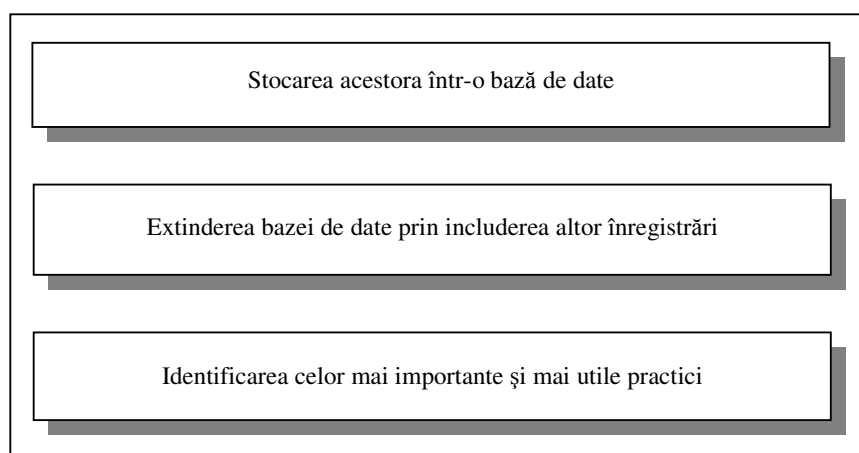 Stocarea acestora într-o bază de date
Extinderea bazei de date prin includerea altor înregistrări
Identificarea celor mai importante şi mai utile practici